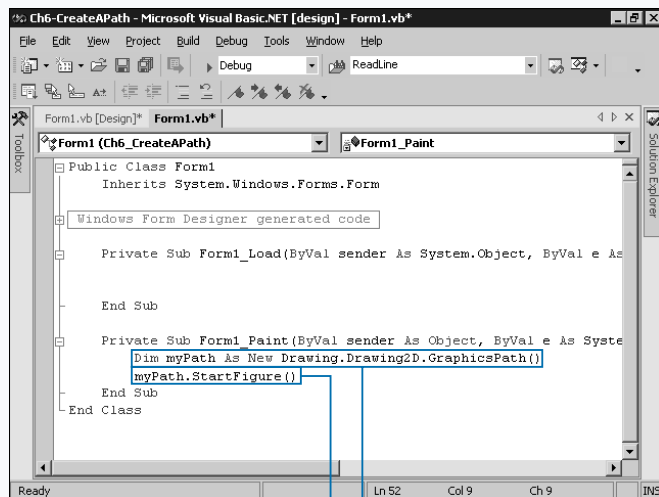 Ch6-CreateAPath - Microsoft Visual Basic.NET [design] - Form1.vb*
File Edit View Project Build Debug Tools Window Help
Debug ReadLine
Form1.vb [Design]* Form1.vb*
Toolbox
Solution Explorer
Form1 (Ch6_CreateAPath) Form1_Paint
Public Class Form1
Inherits System.Windows.Forms.Form
Windows Form Designer generated code
Private Sub Form1_Load(ByVal sender As System.Object, ByVal e As
End Sub
Private Sub Form1_Paint(ByVal sender As Object, ByVal e As Syste
Dim myPath As New Drawing.Drawing2D.GraphicsPath()
myPath.StartFigure()
End Sub
End Class
Ready Ln 52 Col 9 Ch 9 INS